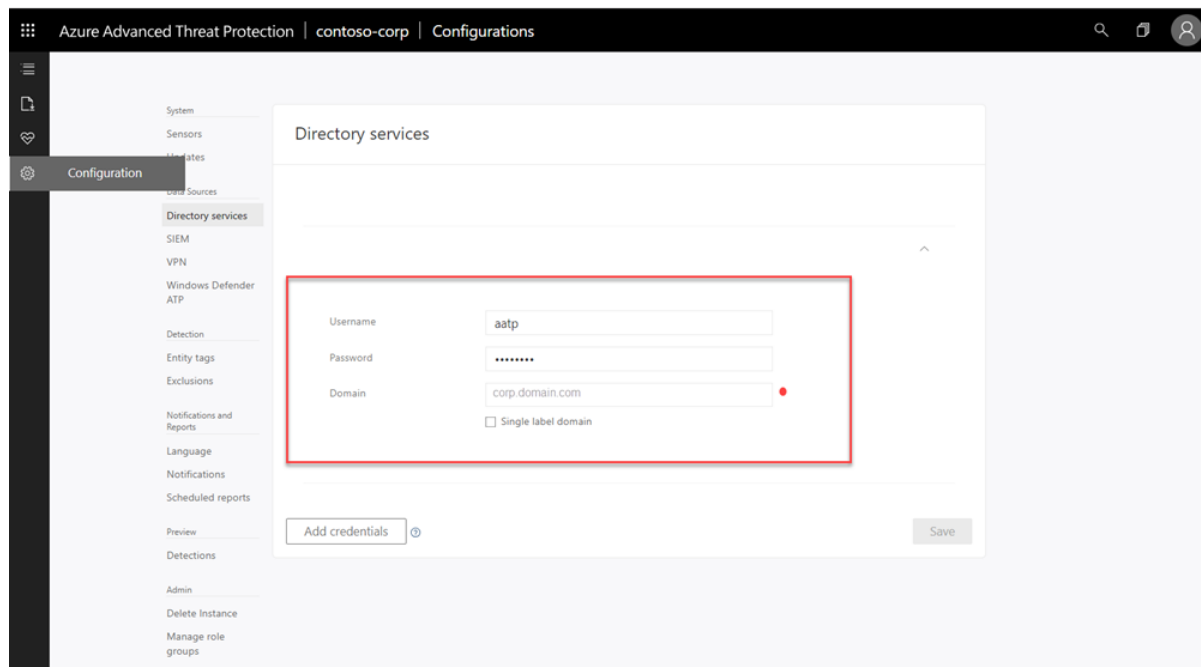 Azure Advanced Threat Protection | contoso-corp | Configurations
System
Sensors
Updates
Configuration
Data Sources
Directory services
SIEM
VPN
Windows Defender
ATP
Detection
Entity tags
Exclusions
Notifications and
Reports
Language
Notifications
Scheduled reports
Preview
Detections
Admin
Delete Instance
Manage role
groups
Directory services
Username
aatp
Password
••••••••
Domain
corp.domain.com
Single label domain
Add credentials
Save